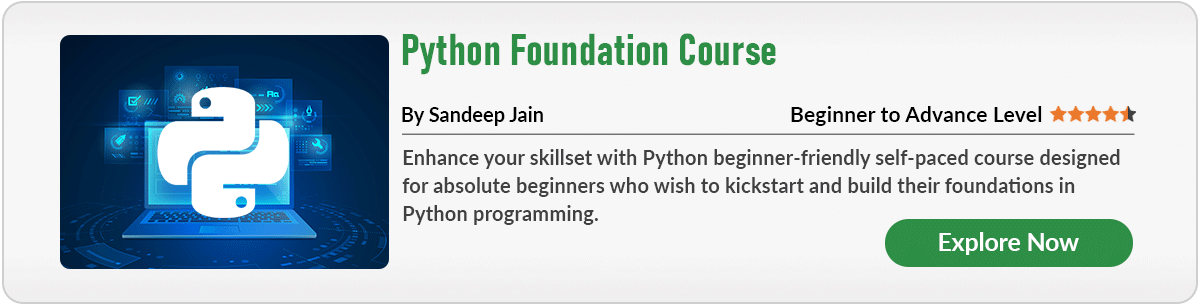 Python Foundation Course
By Sandeep Jain
Beginner to Advance Level
Enhance your skillset with Python beginner-friendly self-paced course designed
for absolute beginners who wish to kickstart and build their foundations in
Python programming.
Explore Now
Aa